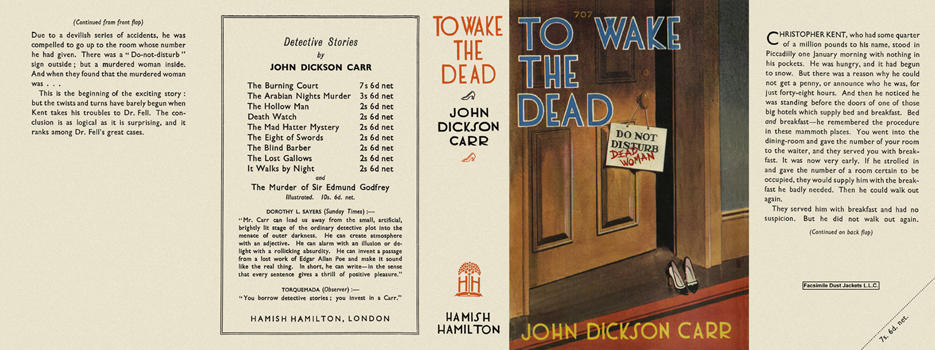 (Continued from front flap)
Due to a devilish series of accidents, he was
compelled to go up to the room whose number
he had given. There was a "Do-not-disturb"
sign outside; but a murdered woman inside.
And when they found that the murdered woman
was . . .
This is the beginning of the exciting story:
but the twists and turns have barely begun when
Kent takes his troubles to Dr. Fell. The con-
clusion is as logical as it is surprising, and it
ranks among Dr. Fell's great cases.
Detective Stories
by
JOHN DICKSON CARR
The Burning Court 7s 6d net
The Arabian Nights Murder 3s 6d net
The Hollow Man 2s 6d net
Death Watch 2s 6d net
The Mad Hatter Mystery 2s 6d net
The Eight of Swords 2s 6d net
The Blind Barber 2s 6d net
The Lost Gallows 2s 6d net
It Walks by Night 2s 6d net
and
The Murder of Sir Edmund Godfrey
Illustrated. 10s. 6d. net.
DOROTHY L. SAYERS (Sunday Times):—
"Mr. Carr can lead us away from the small, artificial,
brightly lit stage of the ordinary detective plot into the
menace of outer darkness. He can create atmosphere
with an adjective. He can alarm with an illusion or de-
light with a rollicking absurdity. He can invent a passage
from a lost work of Edgar Allan Poe and make it sound
like the real thing. In short, he can write—in the sense
that every sentence gives a thrill of positive pleasure."
TORQUEMADA (Observer):—
"You borrow detective stories; you invest in a Carr."
HAMISH HAMILTON, LONDON
TO WAKE
THE
DEAD
JOHN
DICKSON
CARR
HH
HAMISH
HAMILTON
707
TO WAKE
THE
DEAD
DO NOT
DISTURB
DEAD
WOMAN
JOHN DICKSON CARR
CHRISTOPHER KENT, who had some quarter
of a million pounds to his name, stood in
Piccadilly one January morning with nothing in
his pockets. He was hungry, and it had begun
to snow. But there was a reason why he could
not get a penny, or announce who he was, for
just forty-eight hours. And then he noticed he
was standing before the doors of one of those
big hotels which supply bed and breakfast. Bed
and breakfast—he remembered the procedure
in these mammoth places. You went into the
dining-room and gave the number of your room
to the waiter, and they served you with break-
fast. It was now very early. If he strolled in
and gave the number of a room certain to be
occupied, they would supply him with the break-
fast he badly needed. Then he could walk out
again.
They served him with breakfast and had no
suspicion. But he did not walk out again.
(Continued on back flap)
Facsimile Dust Jackets L.L.C.
7s. 6d. net.